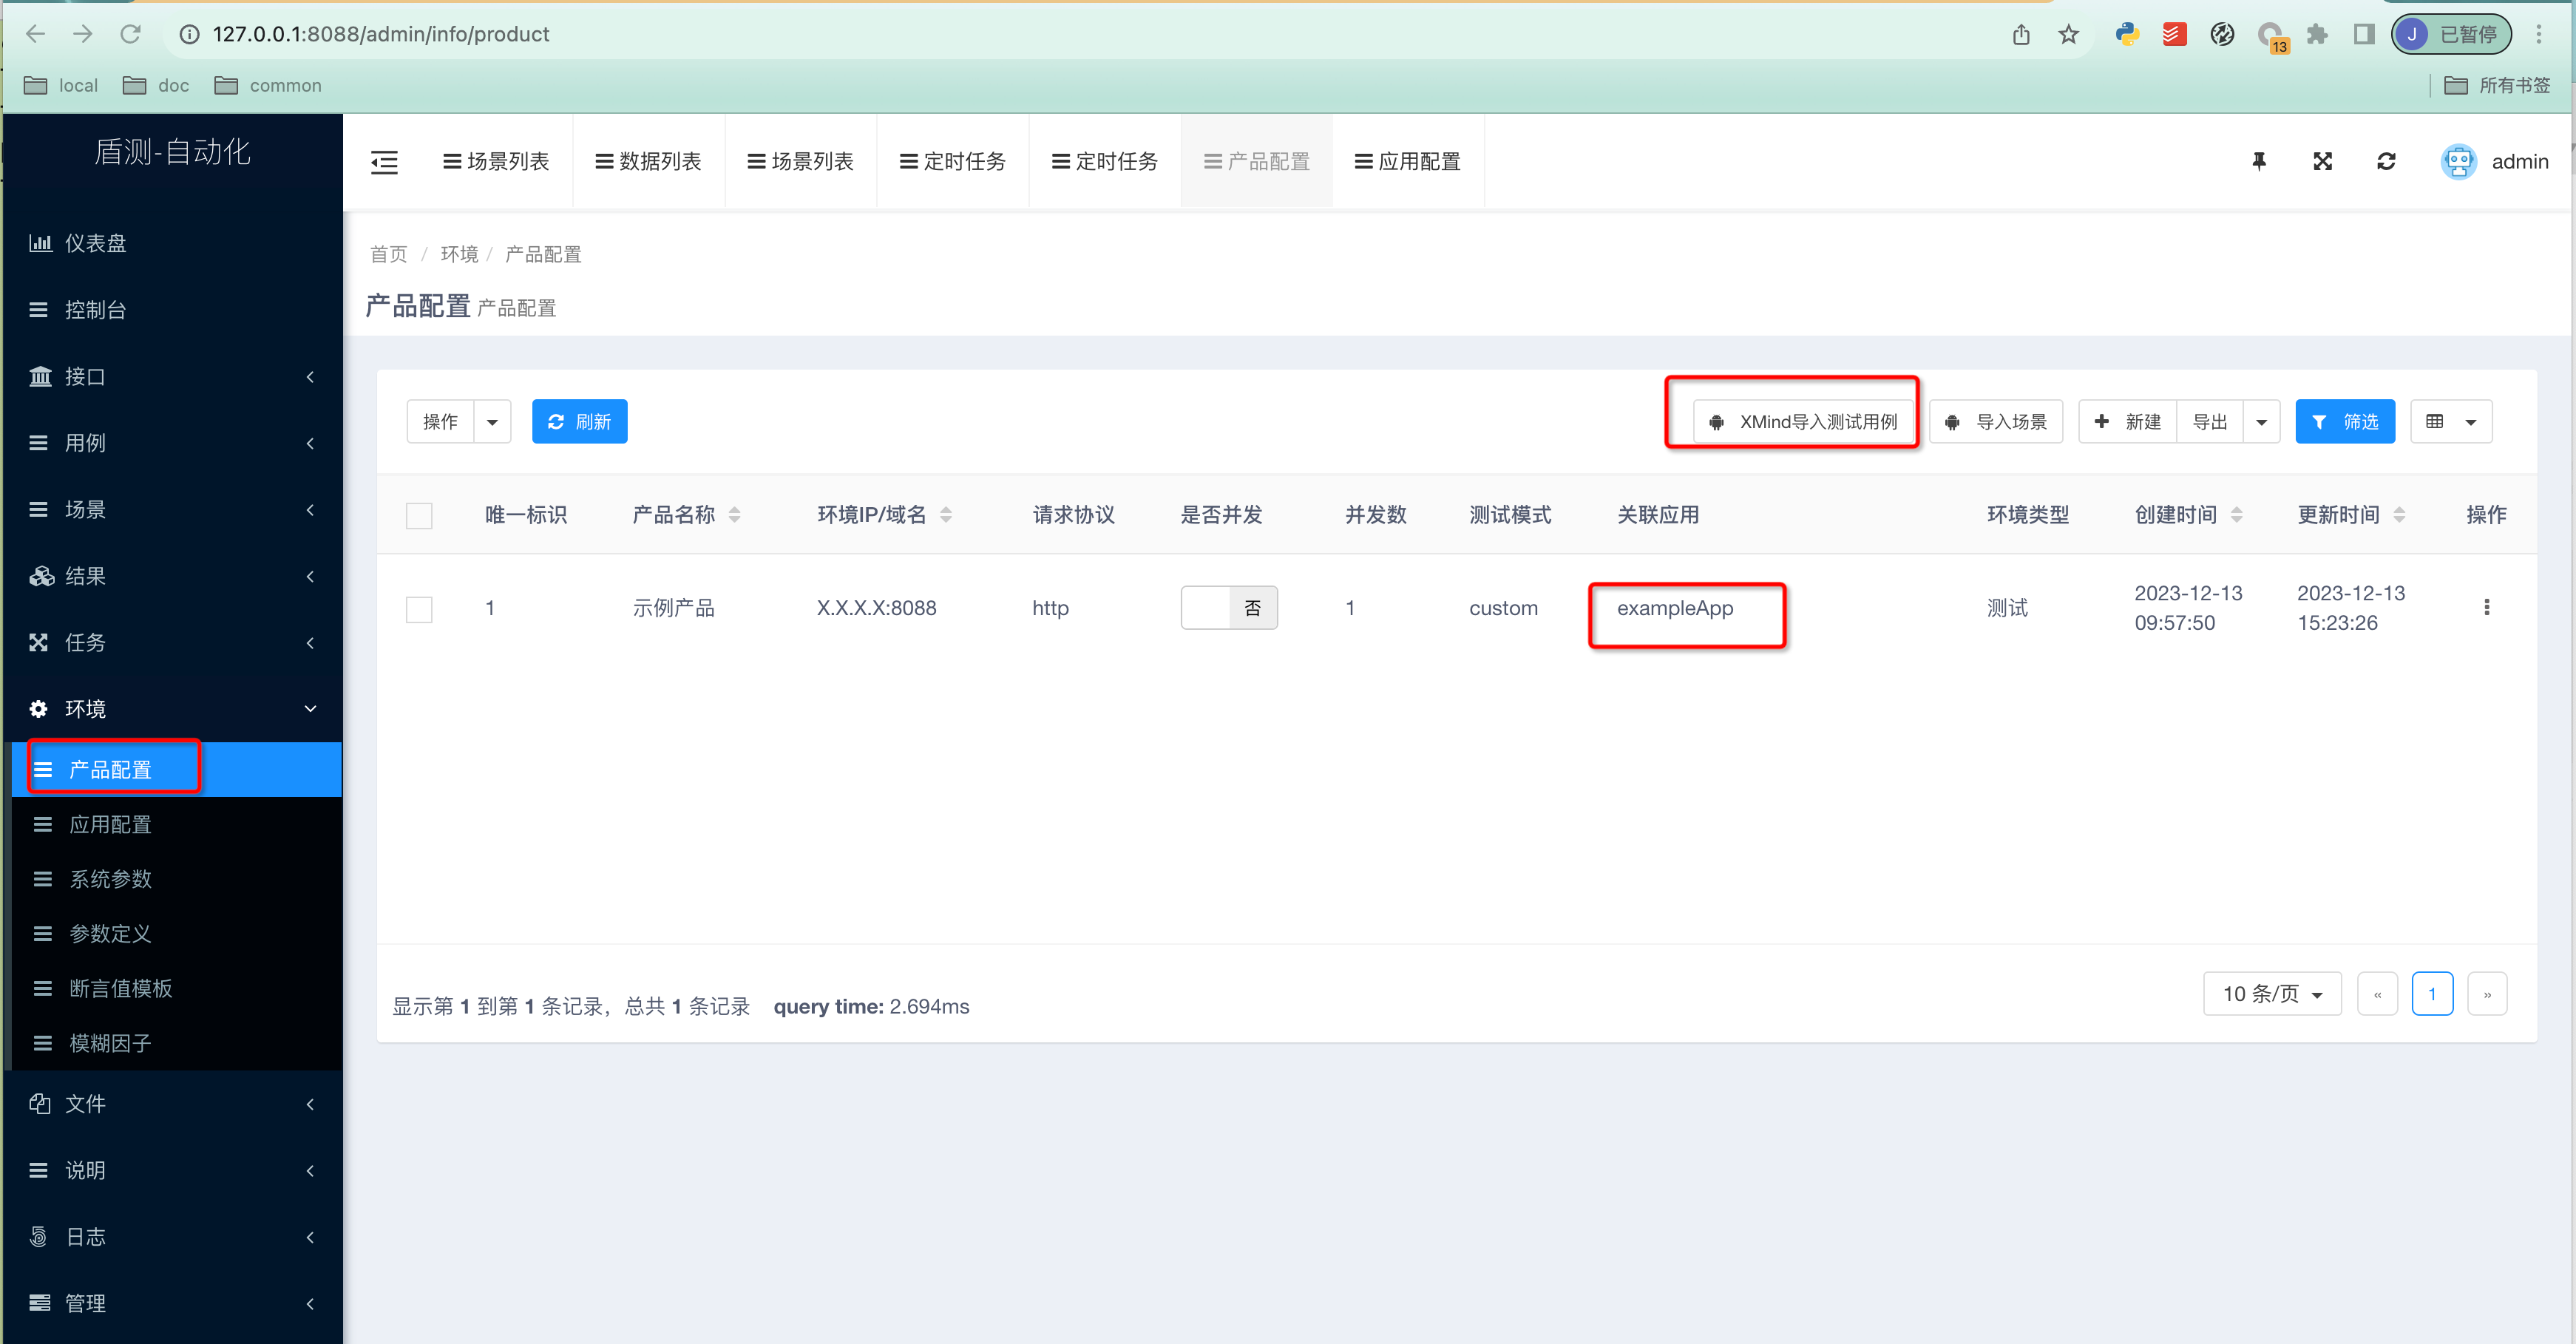 127.0.0.1:8088/admin/info/product
13
J
已暂停
local
doc
common
所有书签
盾测-自动化
场景列表
数据列表
场景列表
定时任务
定时任务
产品配置
应用配置
admin
仪表盘
控制台
接口
用例
场景
结果
任务
环境
产品配置
应用配置
系统参数
参数定义
断言值模板
模糊因子
文件
说明
日志
管理
首页 / 环境 / 产品配置
产品配置 产品配置
操作
刷新
XMind导入测试用例
导入场景
新建
导出
筛选
唯一标识 产品名称 环境IP/域名 请求协议 是否并发 并发数 测试模式 关联应用 环境类型 创建时间 更新时间 操作
1 示例产品 X.X.X.X:8088 http 否 1 custom exampleApp 测试 2023-12-13 2023-12-13
09:57:50 15:23:26
显示第 1 到第 1 条记录，总共 1 条记录 query time: 2.694ms
10 条/页
«
1
»